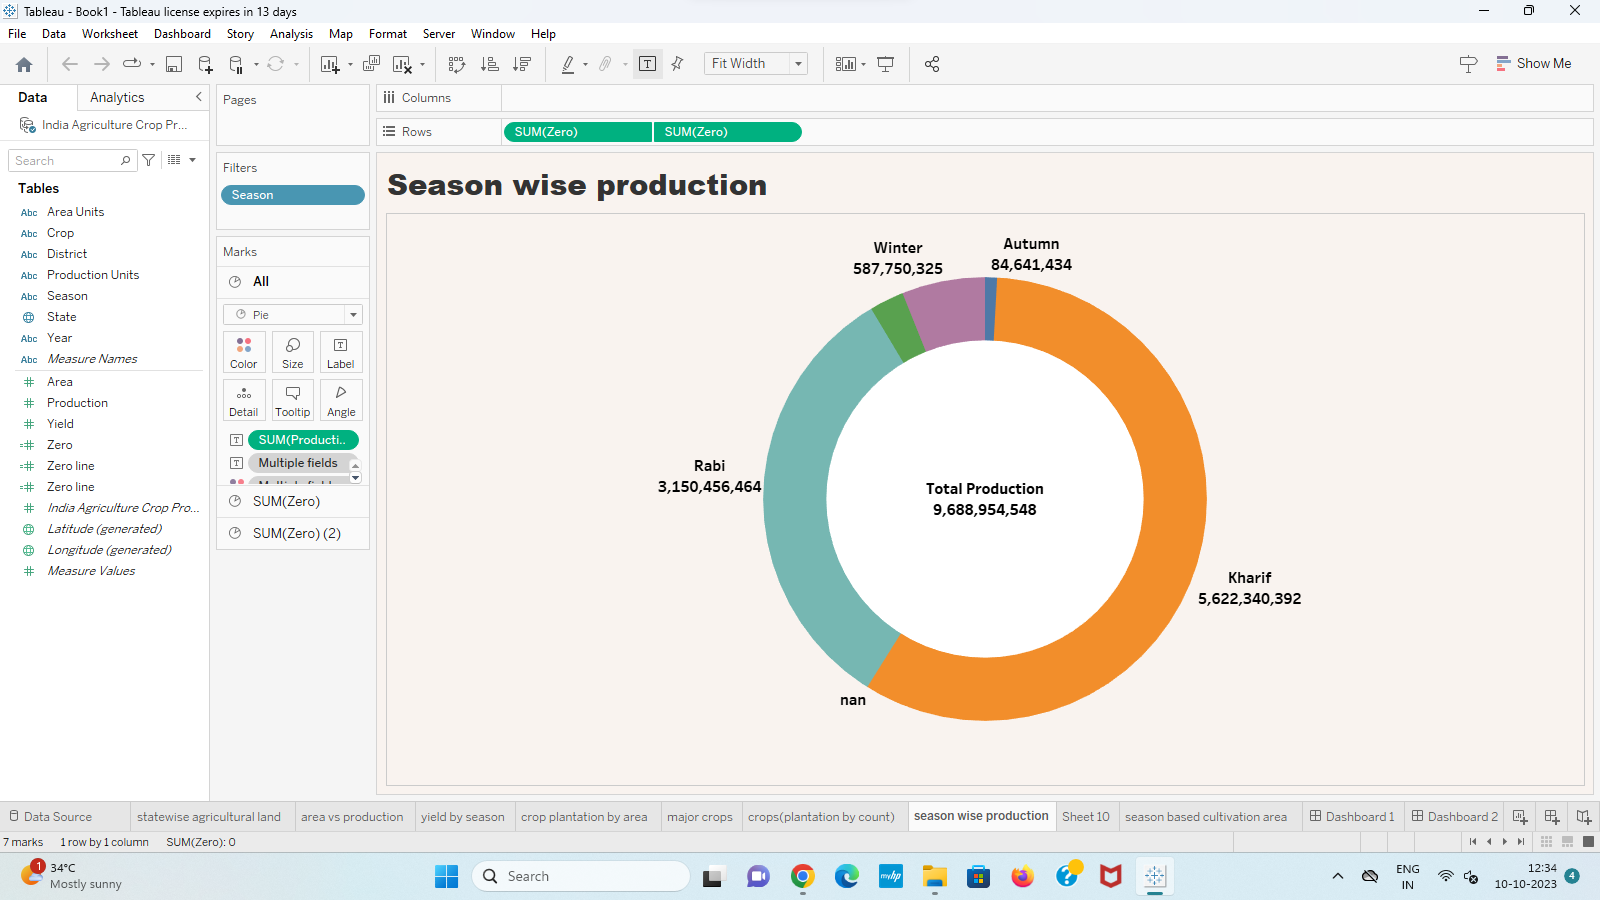 Tableau - Book1 - Tableau license expires in 13 days
File Data Worksheet Dashboard Story Analysis Map Format Server Window Help
Fit Width
Show Me
Data Analytics
India Agriculture Crop Pr...
Search
Tables
Abc Area Units
Abc Crop
Abc District
Abc Production Units
Abc Season
State
Abc Year
Abc Measure Names
Area
Production
Yield
Zero
Zero line
Zero line
India Agriculture Crop Pro...
Latitude (generated)
Longitude (generated)
Measure Values
Pages
Filters
Season
Marks
All
Pie
Color Size Label
Detail Tooltip Angle
SUM(Producti..
Multiple fields
SUM(Zero)
SUM(Zero) (2)
Columns
Rows
SUM(Zero) SUM(Zero)
Season wise production
Winter
587,750,325
Autumn
84,641,434
Rabi
3,150,456,464
Total Production
9,688,954,548
Kharif
5,622,340,392
nan
Data Source statewise agricultural land area vs production yield by season crop plantation by area major crops crops(plantation by count) season wise production Sheet 10 season based cultivation area Dashboard 1 Dashboard 2
7 marks 1 row by 1 column SUM(Zero): 0
1
34°C
Mostly sunny
Search
myhp
ENG
IN
12:34
10-10-2023
4